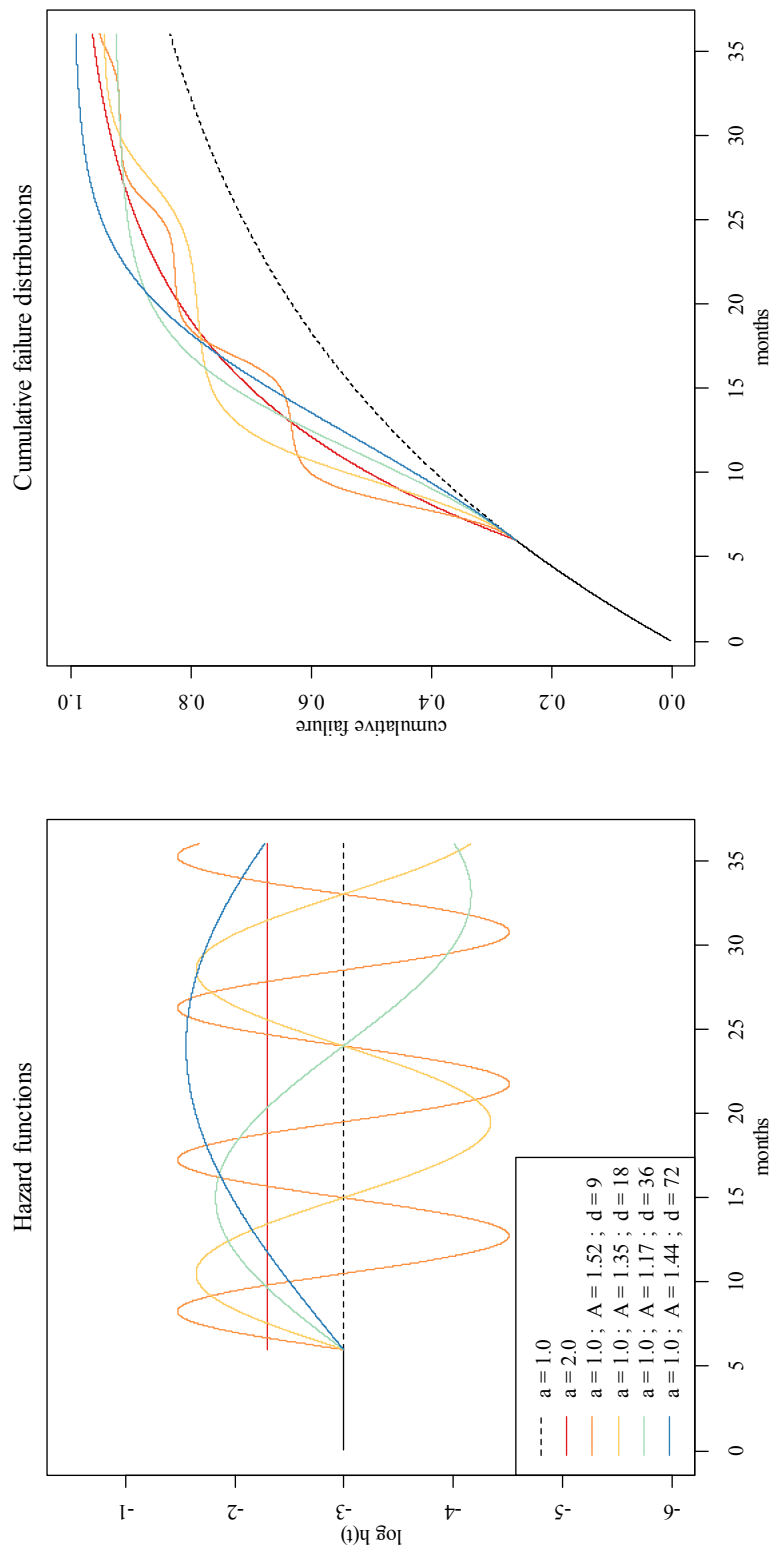 Hazard functions
log h(t)
-1
-2
-3
-4
-5
-6
0
5
10
15
20
25
30
35
months
a = 1.0
a = 2.0
a = 1.0 ; A = 1.52 ; d = 9
a = 1.0 ; A = 1.35 ; d = 18
a = 1.0 ; A = 1.17 ; d = 36
a = 1.0 ; A = 1.44 ; d = 72
Cumulative failure distributions
cumulative failure
1.0
0.8
0.6
0.4
0.2
0.0
0
5
10
15
20
25
30
35
months